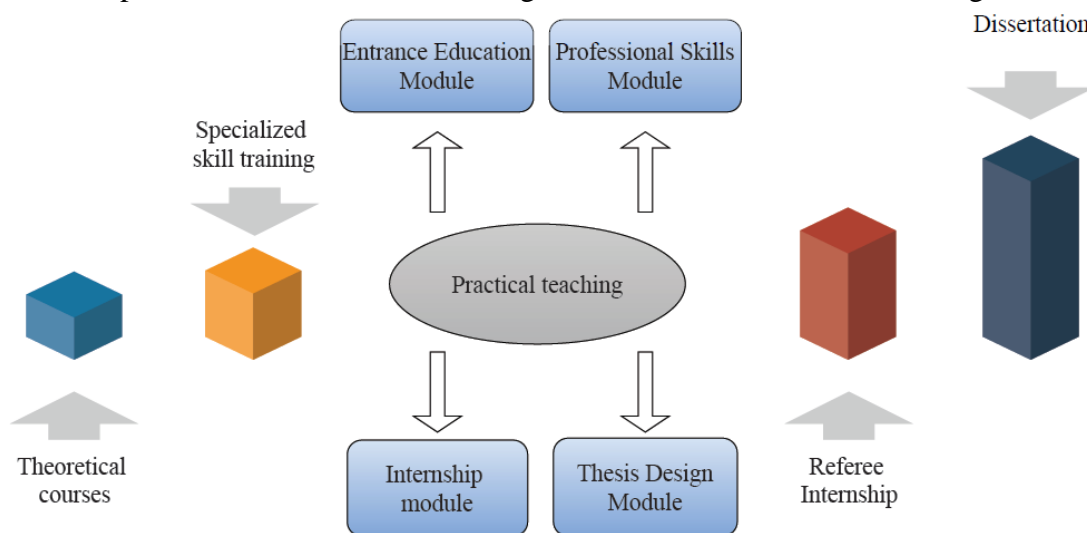 Dissertation
Entrance Education
Module
Professional Skills
Module
Specialized
skill training
Practical teaching
Theoretical
courses
Internship
module
Thesis Design
Module
Referee
Internship